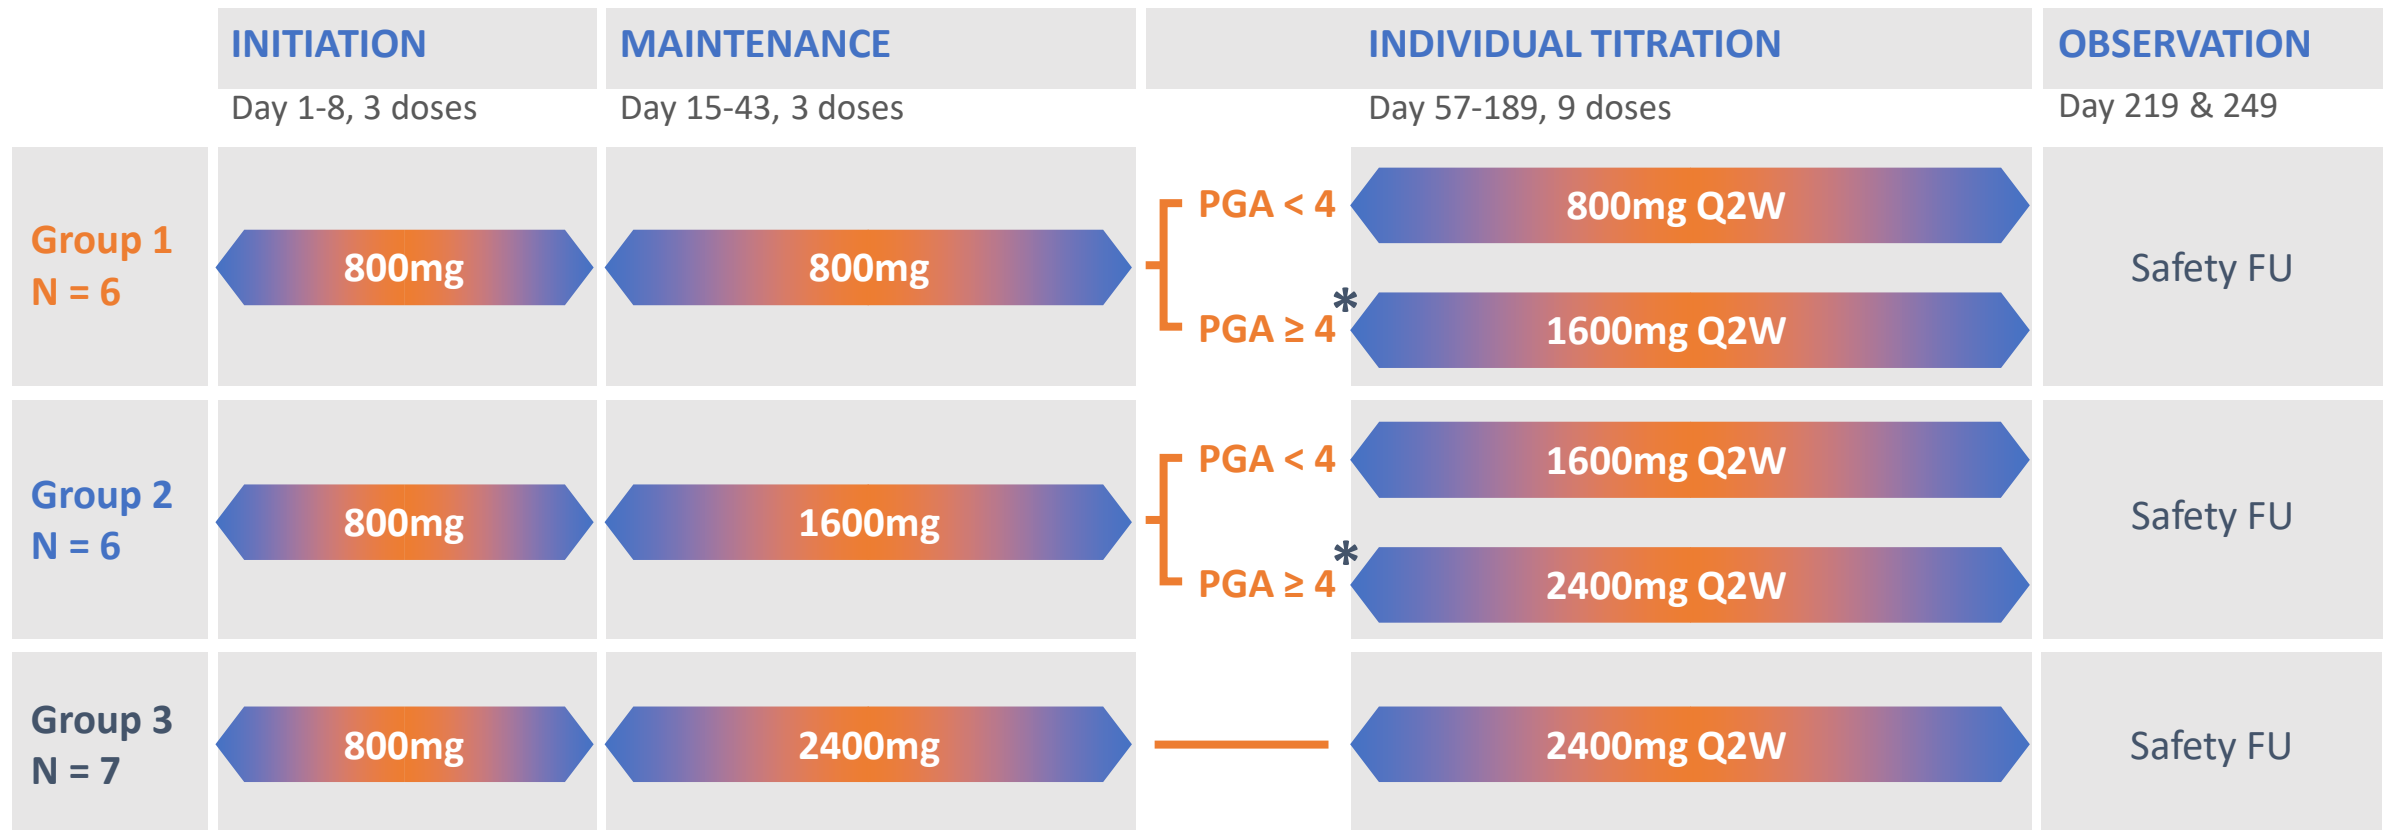 INITIATION
MAINTENANCE
INDIVIDUAL TITRATION
OBSERVATION
Day 1-8, 3 doses
Day 15-43, 3 doses
Day 57-189, 9 doses
Day 219 & 249
Group 1
N = 6
800mg
800mg
PGA < 4
800mg Q2W
PGA ≥ 4*
1600mg Q2W
Safety FU
Group 2
N = 6
800mg
1600mg
PGA < 4
1600mg Q2W
PGA ≥ 4*
2400mg Q2W
Safety FU
Group 3
N = 7
800mg
2400mg
2400mg Q2W
Safety FU